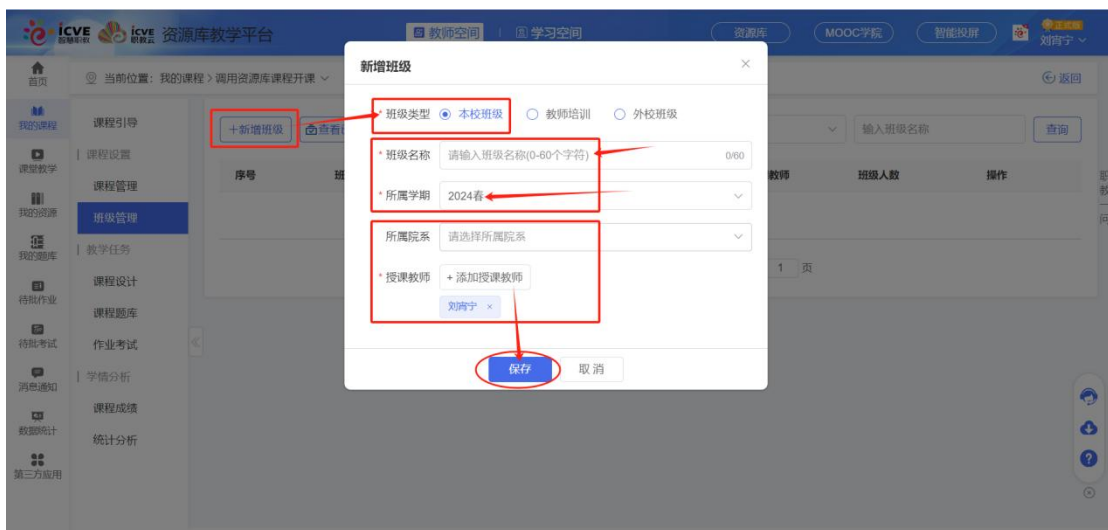 icve 智慧职教 icve 职教云 资源库教学平台
教师空间 学习空间
资源库 MOOC学院 智能投屏
正式版
刘宵宁
首页
当前位置：我的课程 > 调用资源库课程开课
返回
我的课程
课堂教学
我的资源
我的题库
待批作业
待批考试
消息通知
数据统计
第三方应用
课程引导
课程设置
课程管理
班级管理
教学任务
课程设计
课程题库
作业考试
学情分析
课程成绩
统计分析
+新增班级
查看
输入班级名称
查询
序号
班
教师
班级人数
操作
1 页
新增班级 ×
* 班级类型 本校班级 教师培训 外校班级
* 班级名称 请输入班级名称(0-60个字符) 0/60
* 所属学期 2024春
所属院系 请选择所属院系
* 授课教师 + 添加授课教师
刘宵宁 ×
保存 取消